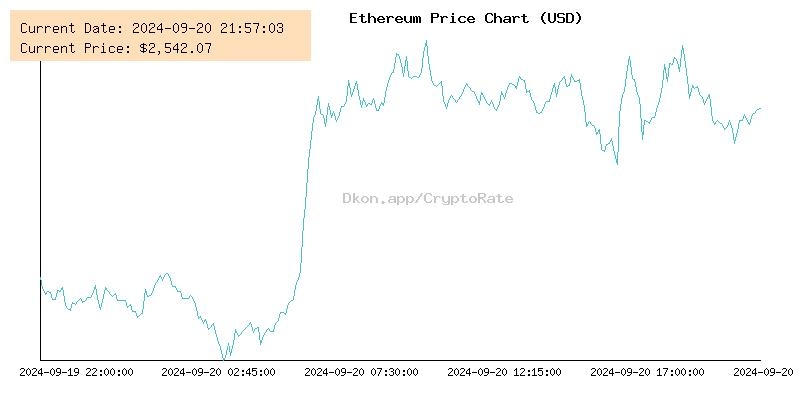 Ethereum Price Chart (USD)
Current Date: 2024-09-20 21:57:03
Current Price: $2,542.07
Dkon.app/CryptoRate
2024-09-19 22:00:00 2024-09-20 02:45:00 2024-09-20 07:30:00 2024-09-20 12:15:00 2024-09-20 17:00:00 2024-09-20